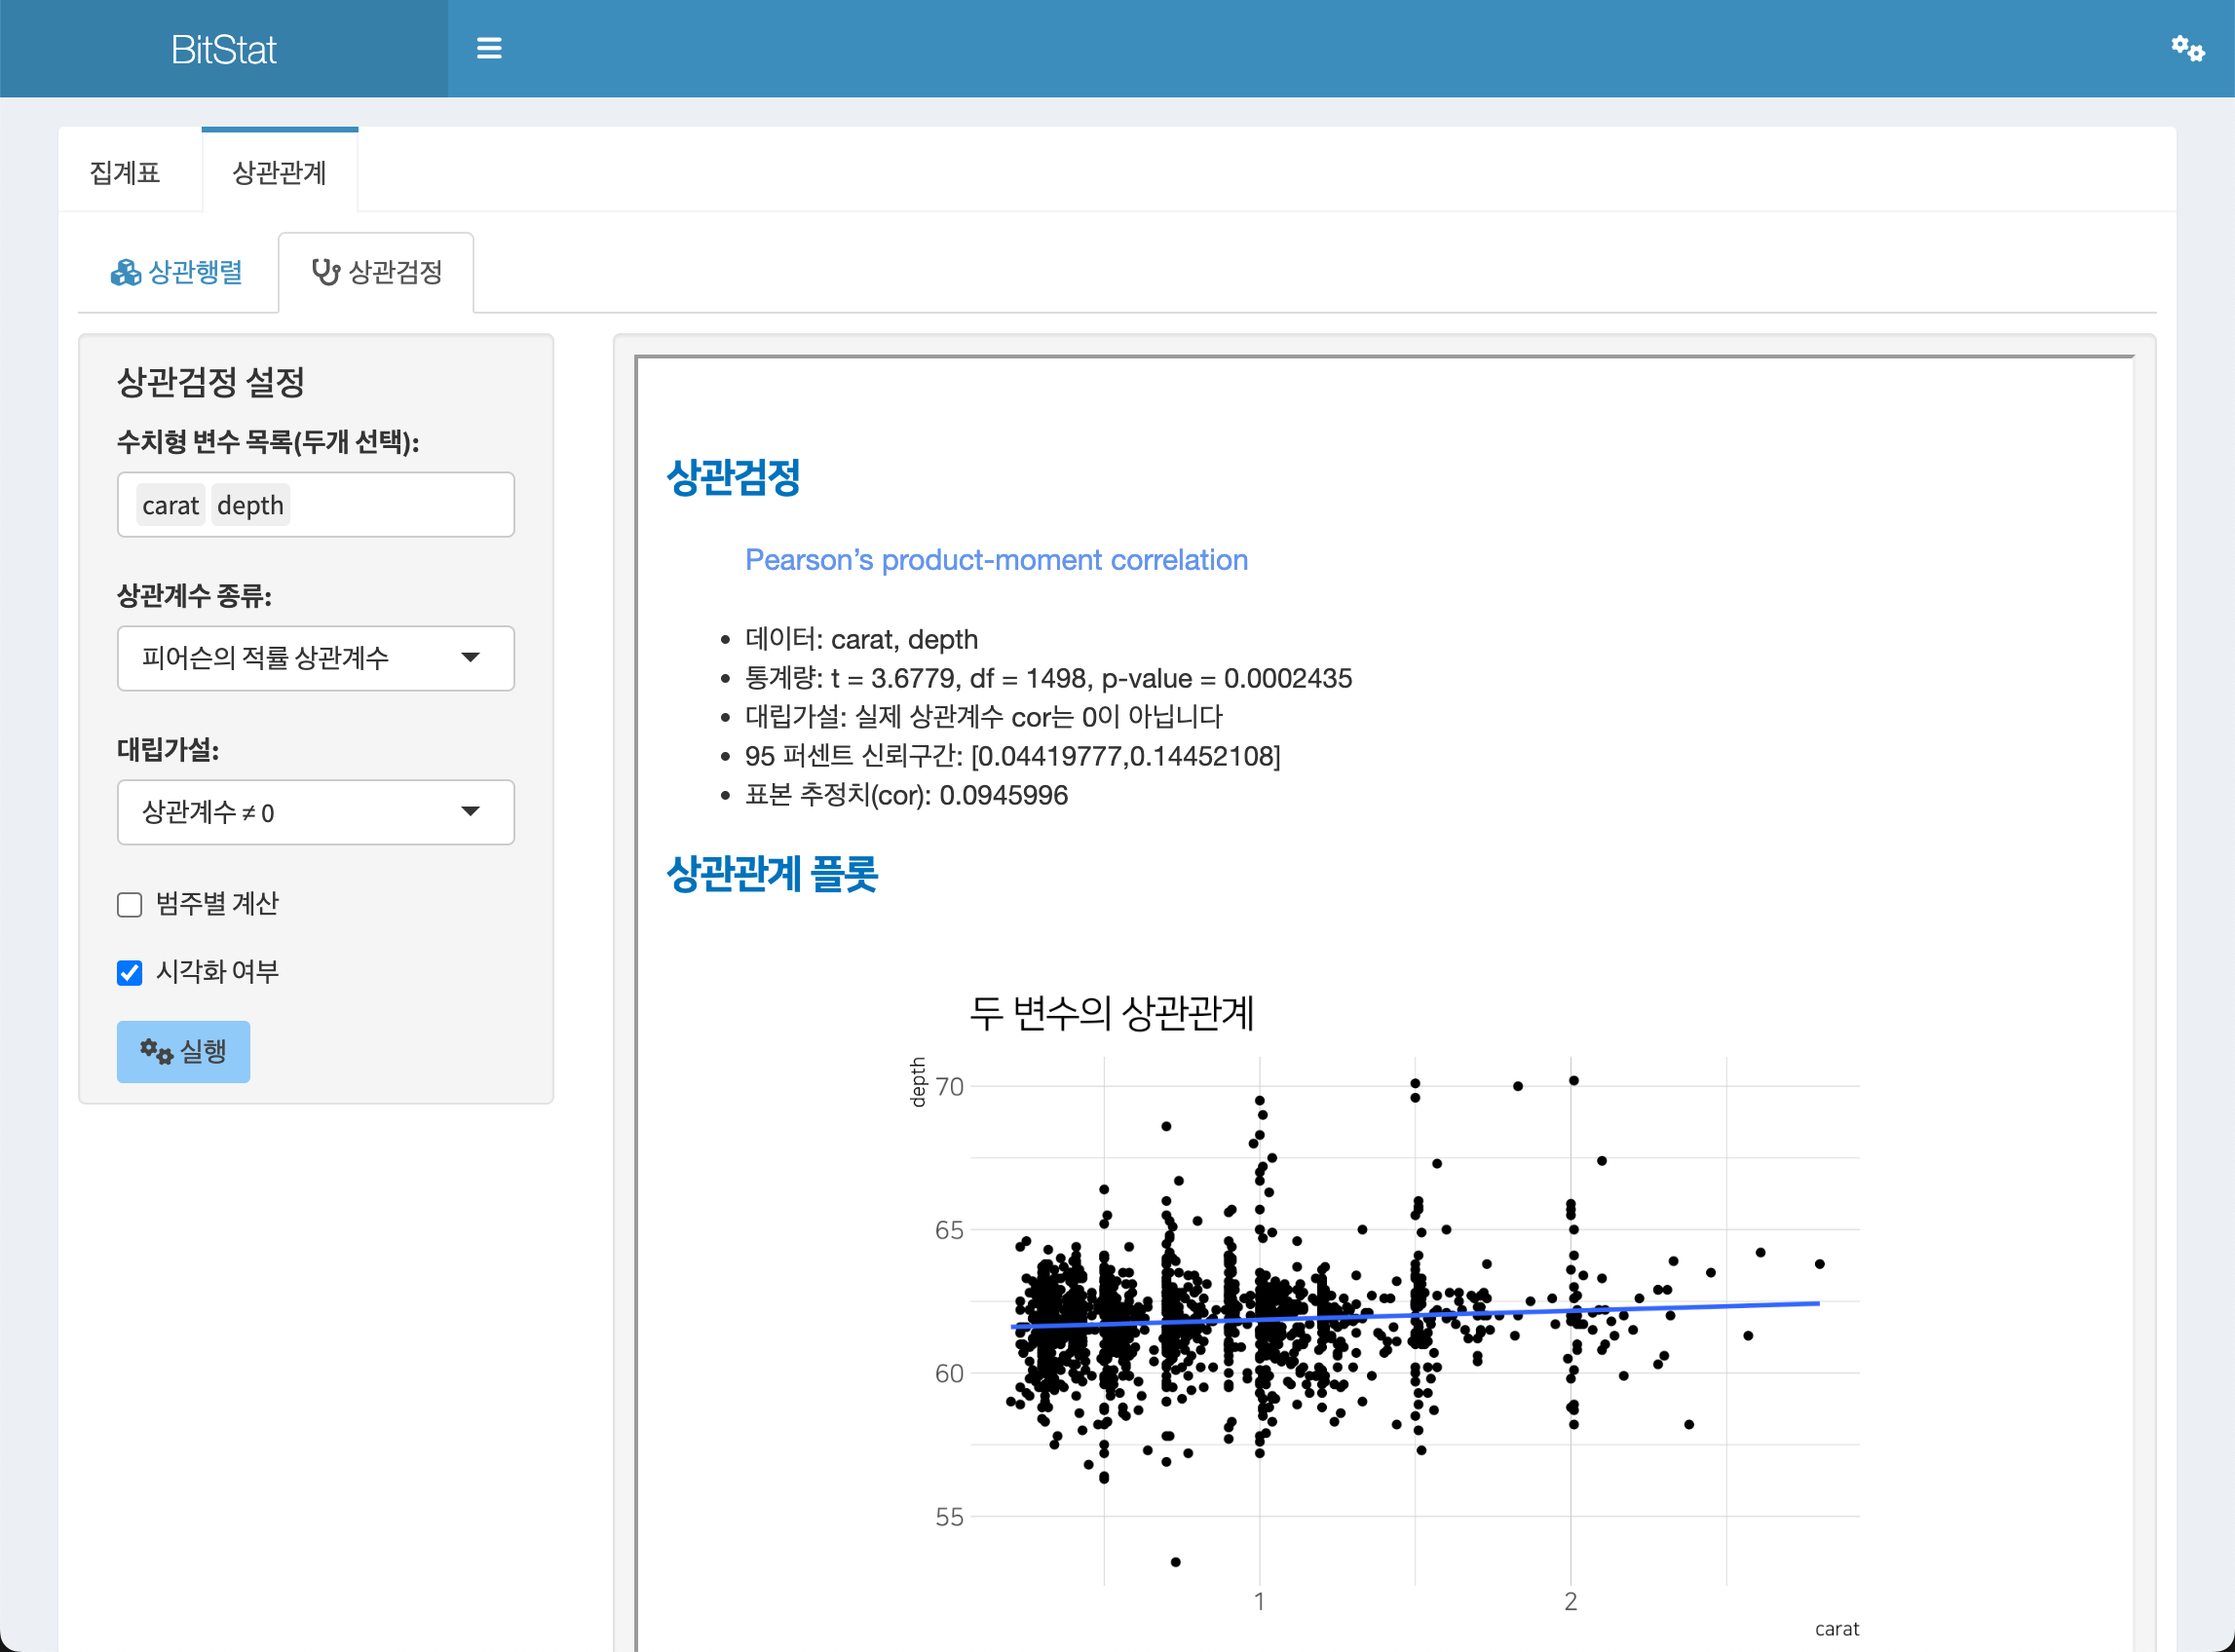 BitStat
집계표
상관관계
상관행렬
상관검정
상관검정 설정
수치형 변수 목록(두개 선택):
carat depth
상관계수 종류:
피어슨의 적률 상관계수
대립가설:
상관계수 ≠ 0
범주별 계산
시각화 여부
실행
상관검정
Pearson’s product-moment correlation
데이터: carat, depth
통계량: t = 3.6779, df = 1498, p-value = 0.0002435
대립가설: 실제 상관계수 cor는 0이 아닙니다
95 퍼센트 신뢰구간: [0.04419777,0.14452108]
표본 추정치(cor): 0.0945996
상관관계 플롯
두 변수의 상관관계
depth
70
65
60
55
1
2
carat